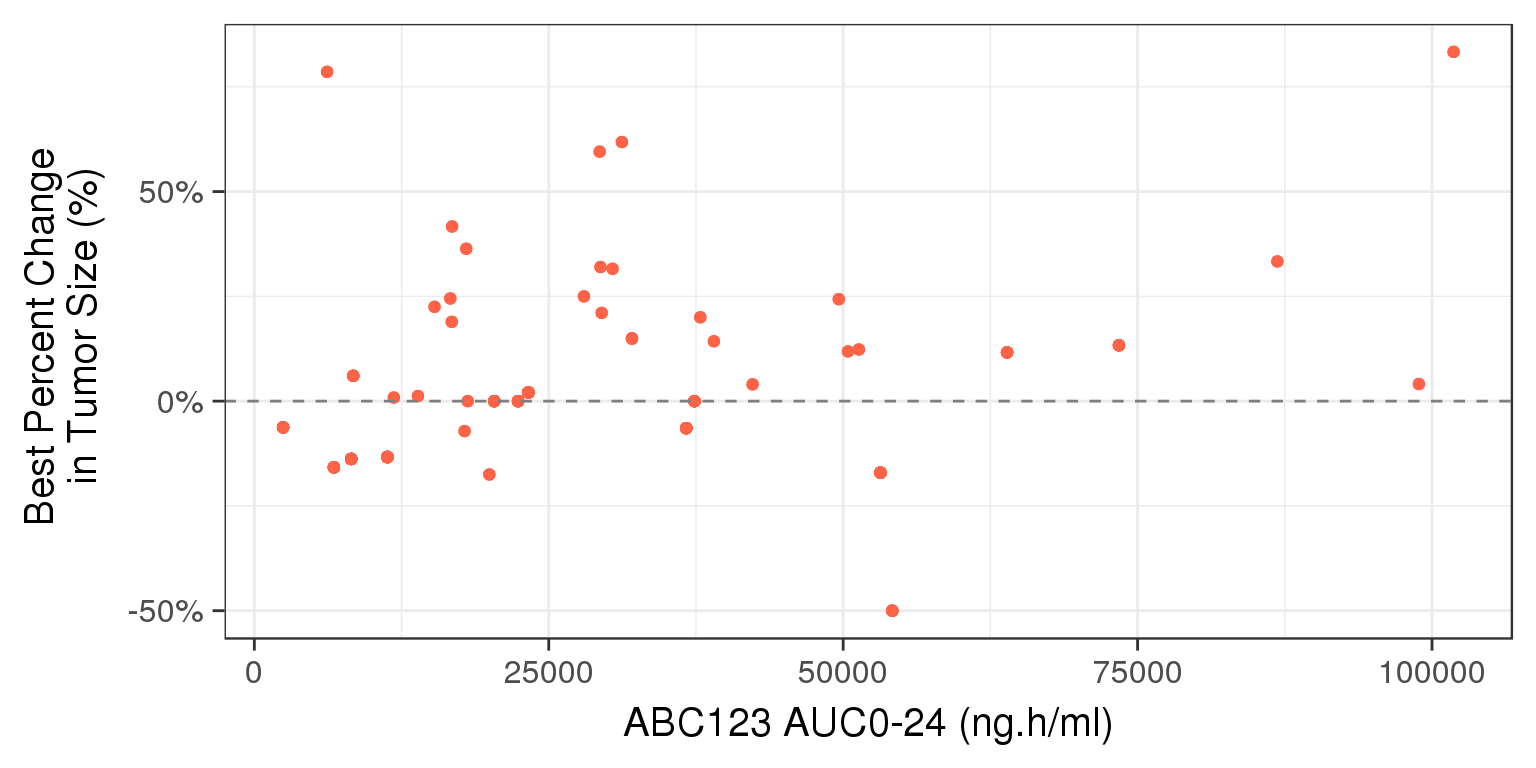 Best Percent Change
in Tumor Size (%)
50%
0%
-50%
0
25000
50000
75000
100000
ABC123 AUC0-24 (ng.h/ml)